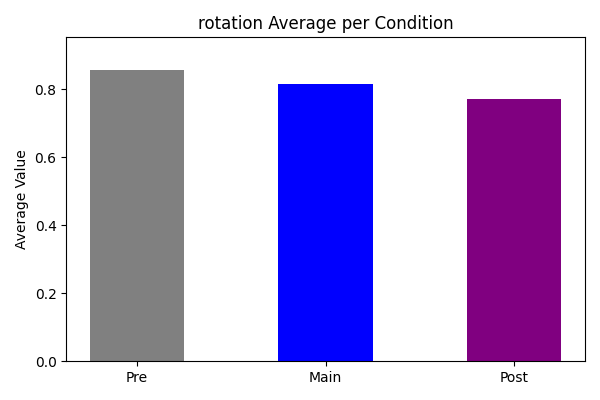 rotation Average per Condition
Average Value
0.8
0.6
0.4
0.2
0.0
Pre
Main
Post